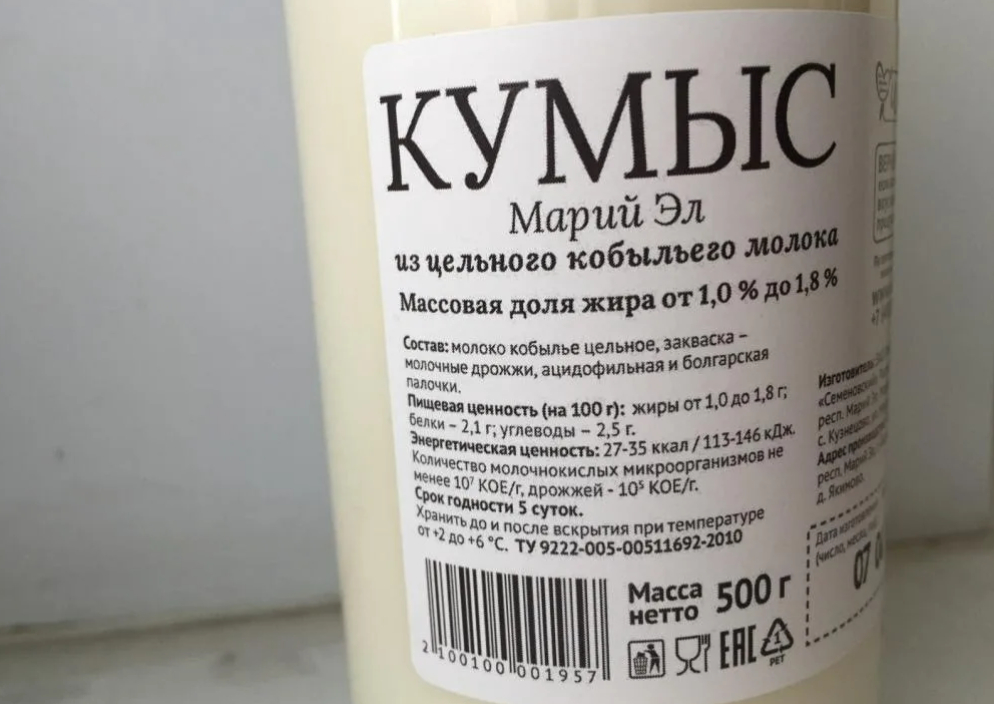 КУМЫС
Марий Эл
из цельного кобыльего молока
Массовая доля жира от 1,0 % до 1,8 %
Состав: молоко кобылье цельное, закваска –
молочные дрожжи, ацидофильная и болгарская
палочки.
Пищевая ценность (на 100 г): жиры от 1,0 до 1,8 г;
белки – 2,1 г; углеводы – 2,5 г.
Энергетическая ценность: 27-35 ккал / 113-146 кДж.
Количество молочнокислых микроорганизмов не
менее 10⁷ КОЕ/г, дрожжей - 10⁵ КОЕ/г.
Срок годности 5 суток.
Хранить до и после вскрытия при температуре
от +2 до +6 °С. ТУ 9222-005-00511692-2010
2 100100 001957
Масса
нетто 500 г
EAC
1
PET
Изготовитель:
«Семеновский»,
респ. Марий Эл
с. Кузнецово,
Адрес
респ. Марий Эл
д. Якимово.
Дата изготовления
(число, месяц,
07